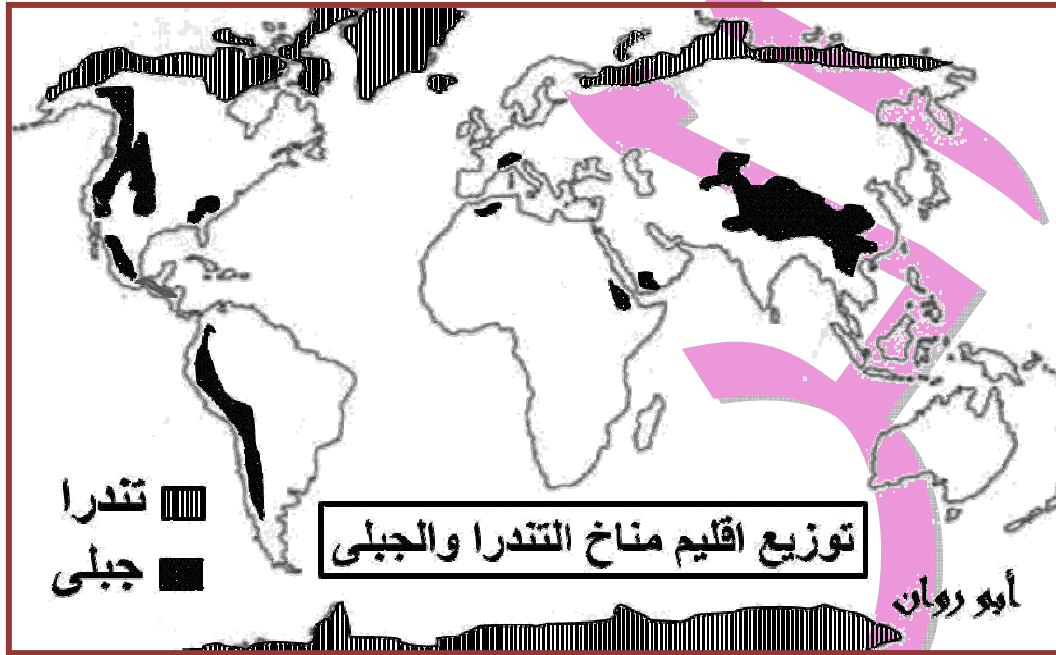 تندرا
جبلى
توزيع اقليم مناخ التندرا والجبلى
أبو روان